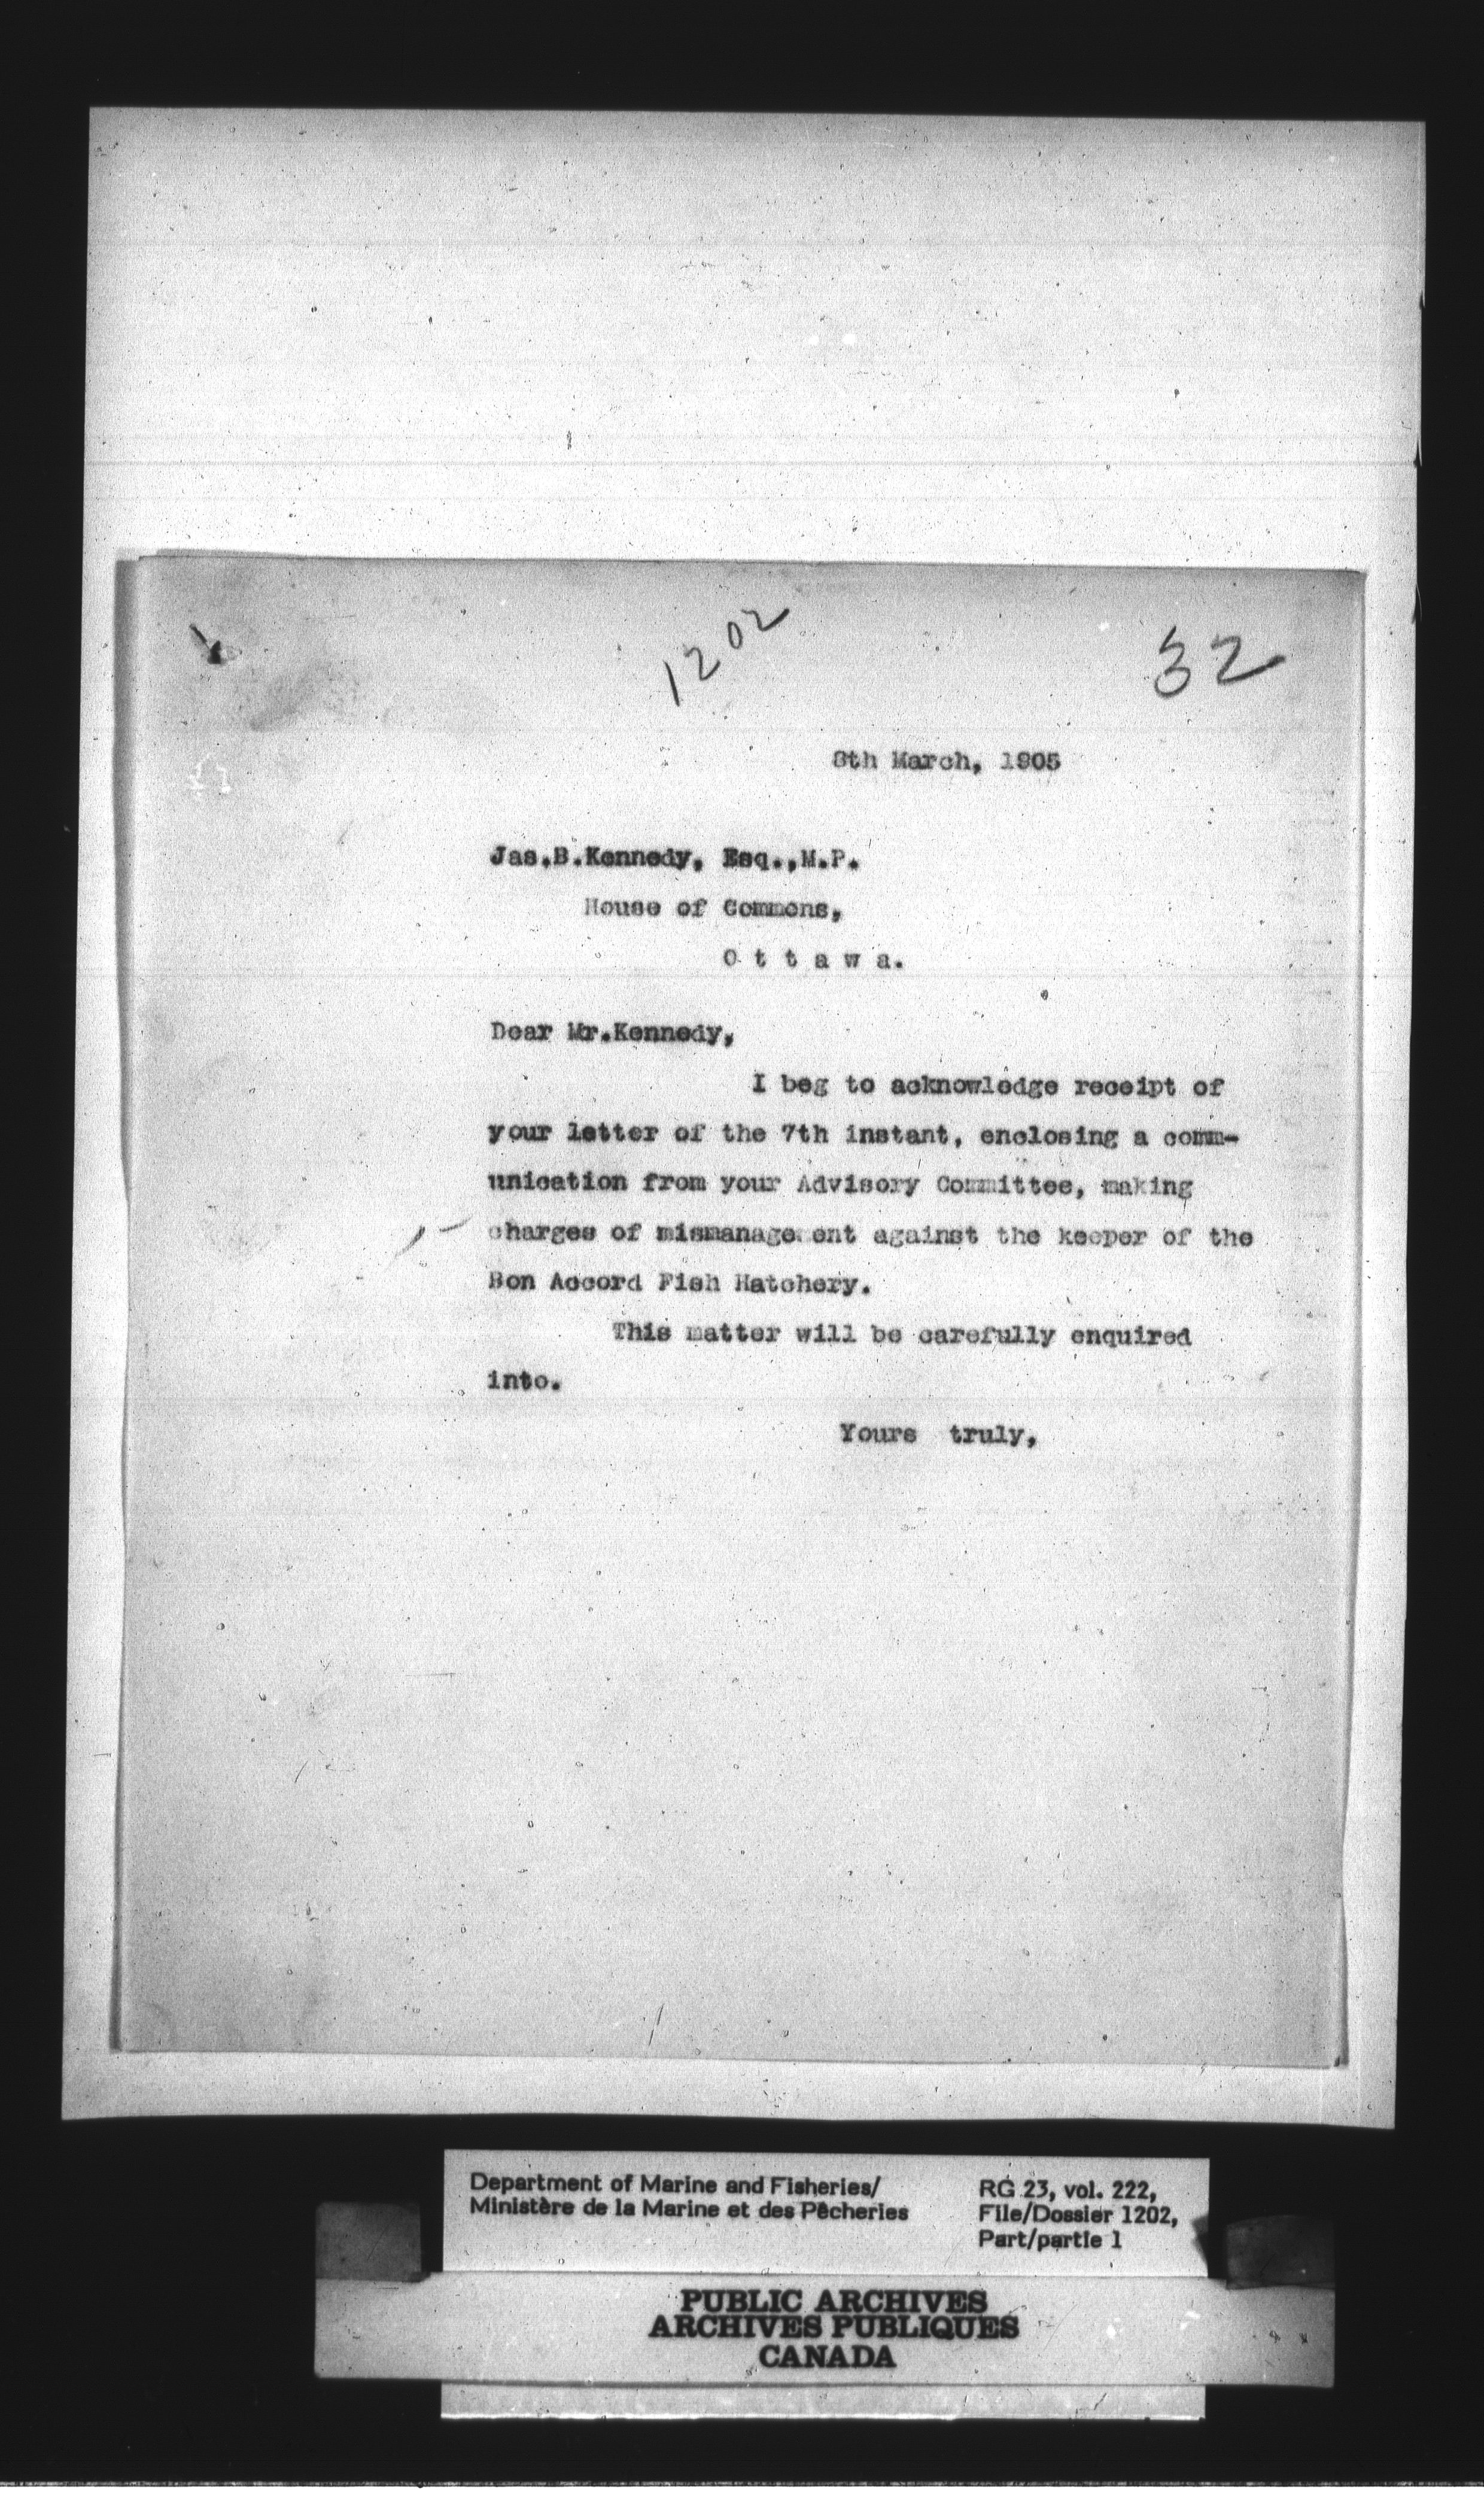 1202
32
8th March, 1905
Jas.B.Kennedy, Esq.,M.P.
House of Commons,
O t t a w a.
Dear Mr.Kennedy,
I beg to acknowledge receipt of
your letter of the 7th instant, enclosing a comm-
unication from your Advisory Committee, making
charges of mismanagement against the keeper of the
Bon Accord Fish Hatchery.
This matter will be carefully enquired
into.
Yours truly,
Department of Marine and Fisheries/
Ministère de la Marine et des Pêcheries
RG 23, vol. 222,
File/Dossier 1202,
Part/partie 1
PUBLIC ARCHIVES
ARCHIVES PUBLIQUES
CANADA